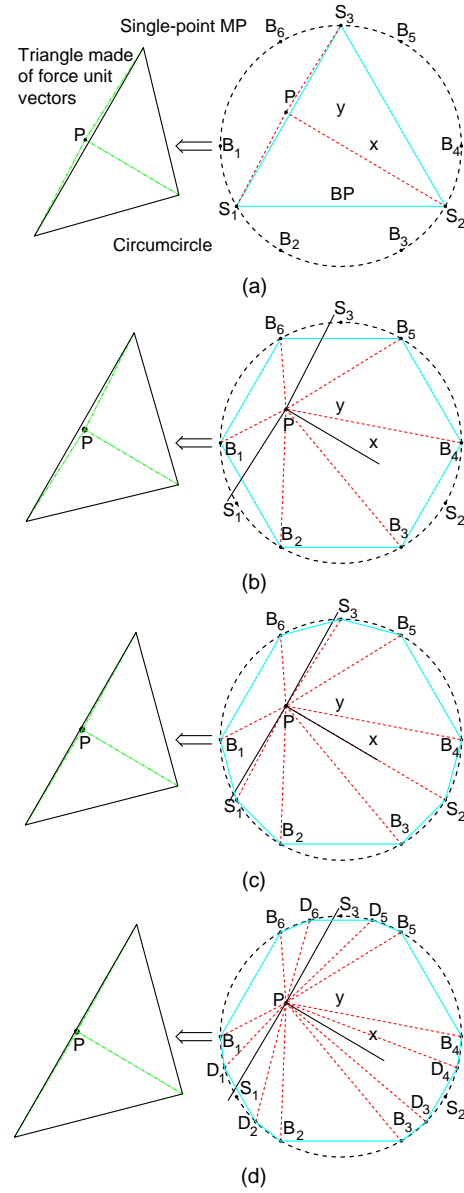 Single-point MP
Triangle made
of force unit
vectors
P
Circumcircle
S3
B6
B5
P
y
x
B1
B4
BP
S1
S2
B2
B3
(a)
P
S3
B6
B5
y
P
x
B1
B4
S1
S2
B2
B3
(b)
P
S3
B6
B5
P
y
x
B1
B4
S1
S2
B2
B3
(c)
P
S3
D6
D5
B6
B5
P
y
x
B1
B4
D1
D4
S1
S2
D2
D3
B2
B3
(d)